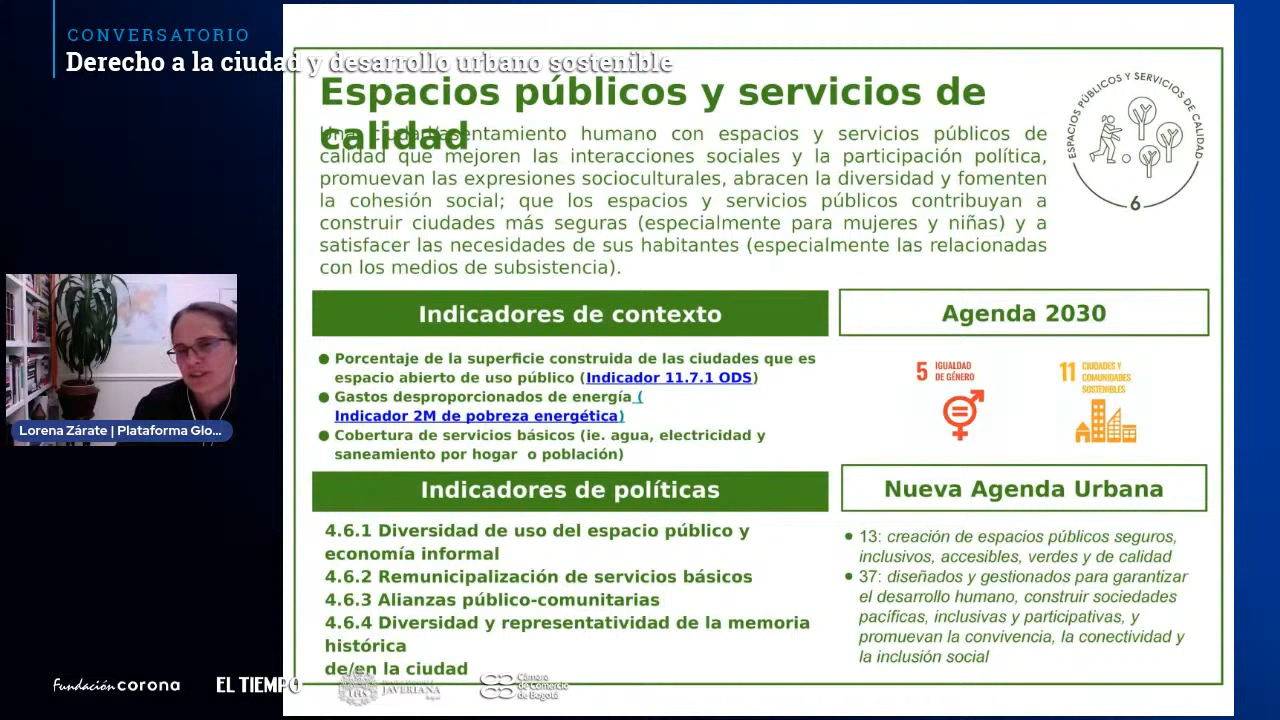 CONVERSATORIO
Derecho a la ciudad y desarrollo urbano sostenible
Espacios públicos y servicios de
calidad
Una ciudad/asentamiento humano con espacios y servicios públicos de
calidad que mejoren las interacciones sociales y la participación política,
promuevan las expresiones socioculturales, abracen la diversidad y fomenten
la cohesión social; que los espacios y servicios públicos contribuyan a
construir ciudades más seguras (especialmente para mujeres y niñas) y a
satisfacer las necesidades de sus habitantes (especialmente las relacionadas
con los medios de subsistencia).
ESPACIOS PÚBLICOS Y SERVICIOS DE CALIDAD
6
Indicadores de contexto
● Porcentaje de la superficie construida de las ciudades que es
espacio abierto de uso público (Indicador 11.7.1 ODS)
● Gastos desproporcionados de energía (
Indicador 2M de pobreza energética)
● Cobertura de servicios básicos (ie. agua, electricidad y
saneamiento por hogar o población)
Agenda 2030
5 IGUALDAD
DE GÉNERO
11 CIUDADES Y
COMUNIDADES
SOSTENIBLES
Indicadores de políticas
4.6.1 Diversidad de uso del espacio público y
economía informal
4.6.2 Remunicipalización de servicios básicos
4.6.3 Alianzas público-comunitarias
4.6.4 Diversidad y representatividad de la memoria
histórica
de/en la ciudad
Nueva Agenda Urbana
● 13: creación de espacios públicos seguros,
inclusivos, accesibles, verdes y de calidad
● 37: diseñados y gestionados para garantizar
el desarrollo humano, construir sociedades
pacíficas, inclusivas y participativas, y
promuevan la convivencia, la conectividad y
la inclusión social
Lorena Zárate | Plataforma Glo...
Fundación corona
EL TIEMPO
JAVERIANA
Cámara
de Comercio
de Bogotá